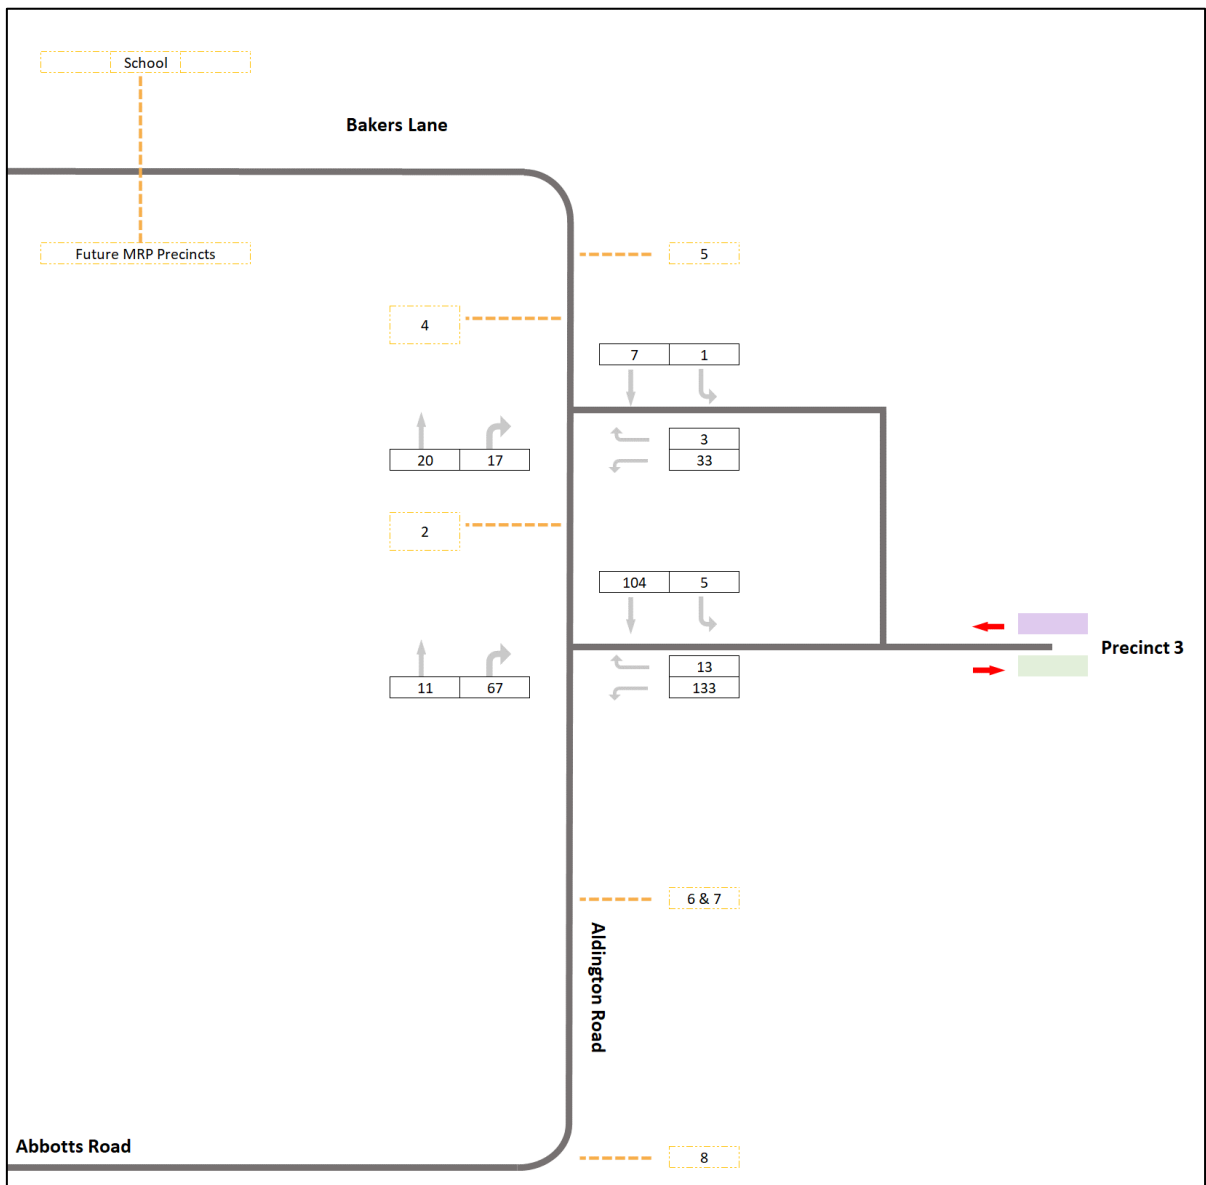 School
Bakers Lane
Future MRP Precincts
5
4
7 1
3
20 17 33
2
104 5
Precinct 3
13
11 67 133
6 & 7
Aldington Road
Abbotts Road
8